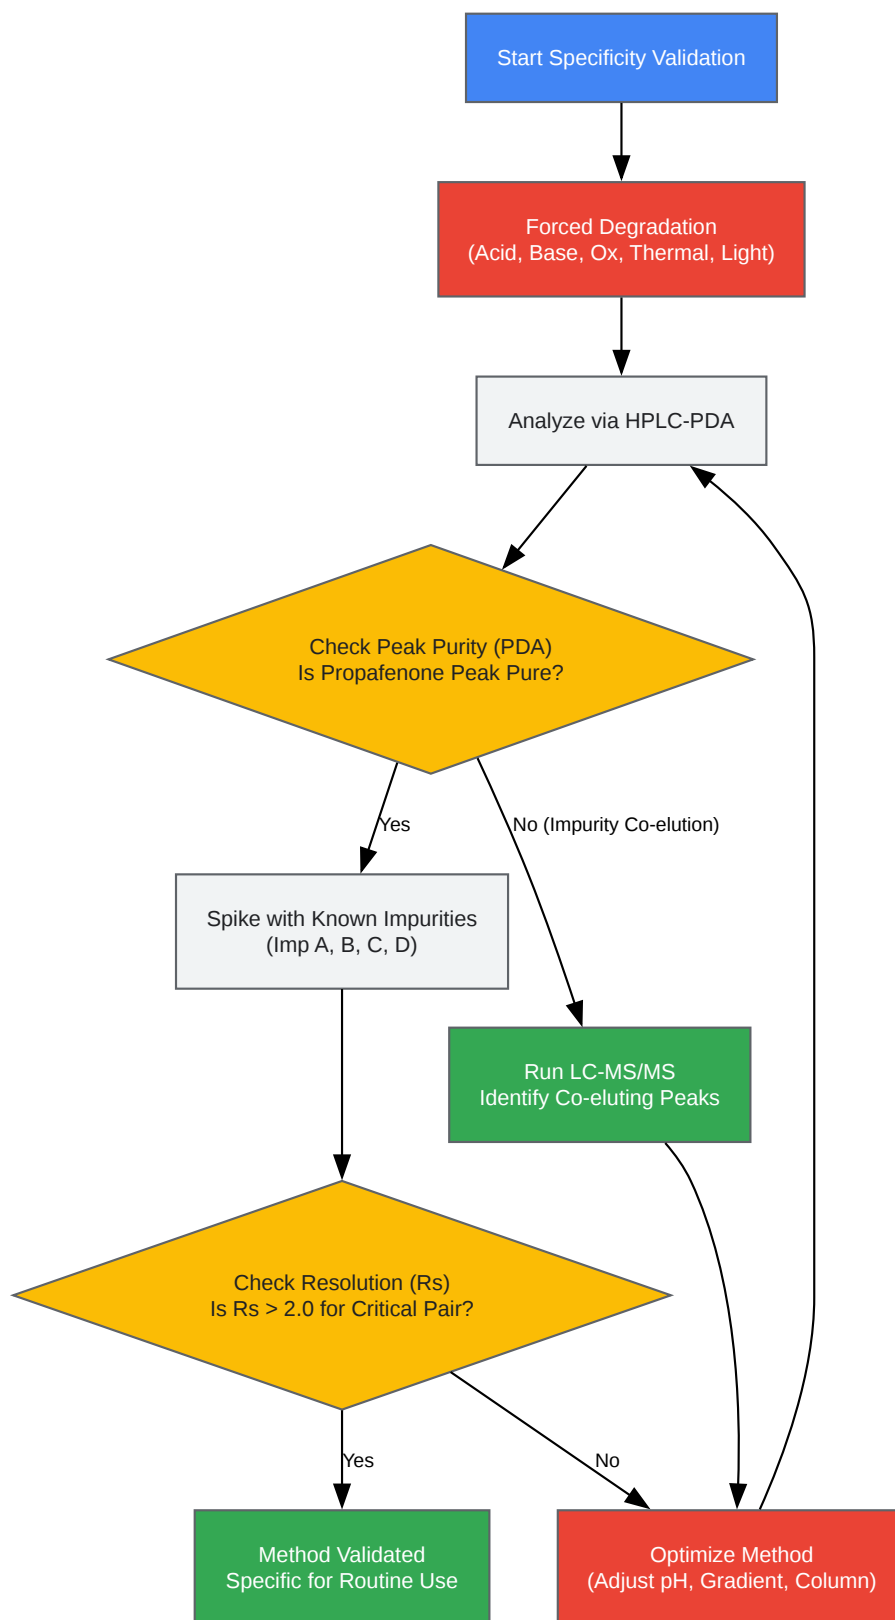 Start Specificity Validation
Forced Degradation
(Acid, Base, Ox, Thermal, Light)
Analyze via HPLC-PDA
Check Peak Purity (PDA)
Is Propafenone Peak Pure?
Yes
No (Impurity Co-elution)
Spike with Known Impurities
(Imp A, B, C, D)
Run LC-MS/MS
Identify Co-eluting Peaks
Check Resolution (Rs)
Is Rs > 2.0 for Critical Pair?
Yes
No
Method Validated
Specific for Routine Use
Optimize Method
(Adjust pH, Gradient, Column)